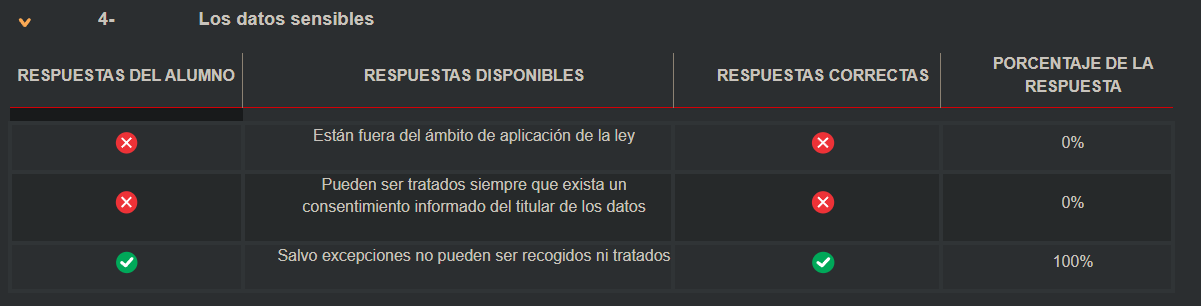 4- Los datos sensibles
RESPUESTAS DEL ALUMNO RESPUESTAS DISPONIBLES RESPUESTAS CORRECTAS PORCENTAJE DE LA
RESPUESTA
Están fuera del ámbito de aplicación de la ley 0%
Pueden ser tratados siempre que exista un
consentimiento informado del titular de los datos 0%
Salvo excepciones no pueden ser recogidos ni tratados 100%